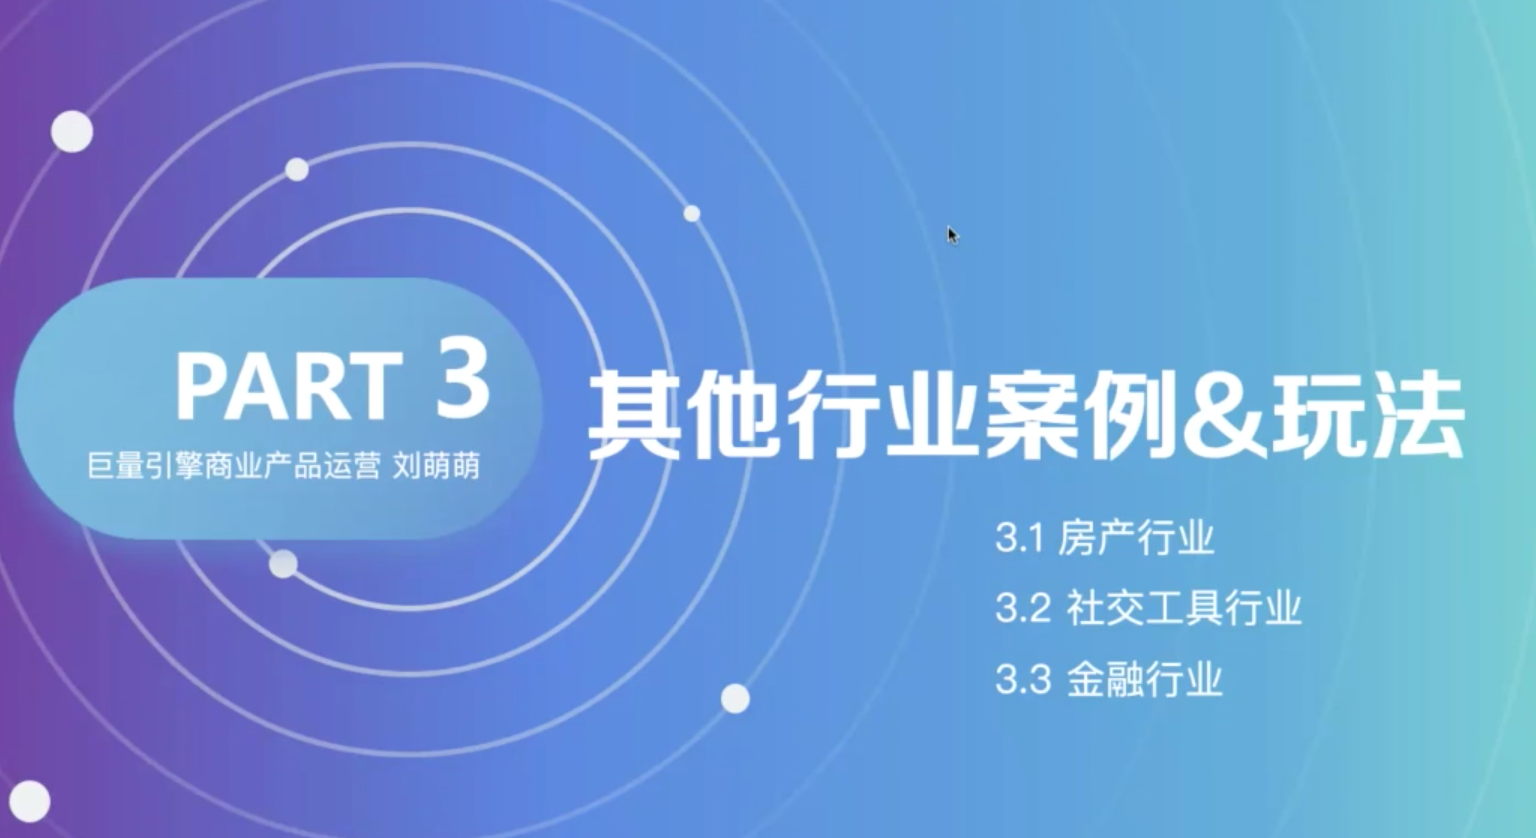 PART 3
巨量引擎商业产品运营 刘萌萌
其他行业案例&玩法
3.1 房产行业
3.2 社交工具行业
3.3 金融行业